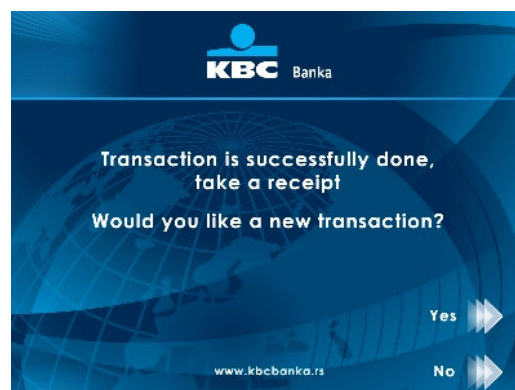 KBC Banka
Transaction is successfully done,
take a receipt
Would you like a new transaction?
Yes
www.kbcbanka.rs
No